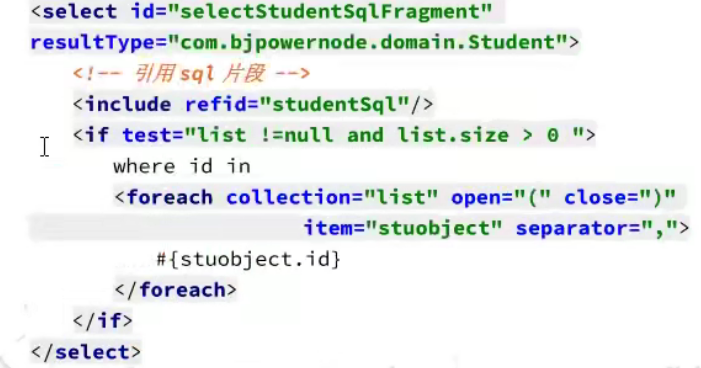 <select id="selectStudentSqlFragment"
resultType="com.bjpowernode.domain.Student">
<!-- 引用 sql 片段 -->
<include refid="studentSql"/>
<if test="list !=null and list.size > 0 ">
where id in
<foreach collection="list" open="(" close=")"
item="stuobject" separator=",">
#{stuobject.id}
</foreach>
</if>
</select>